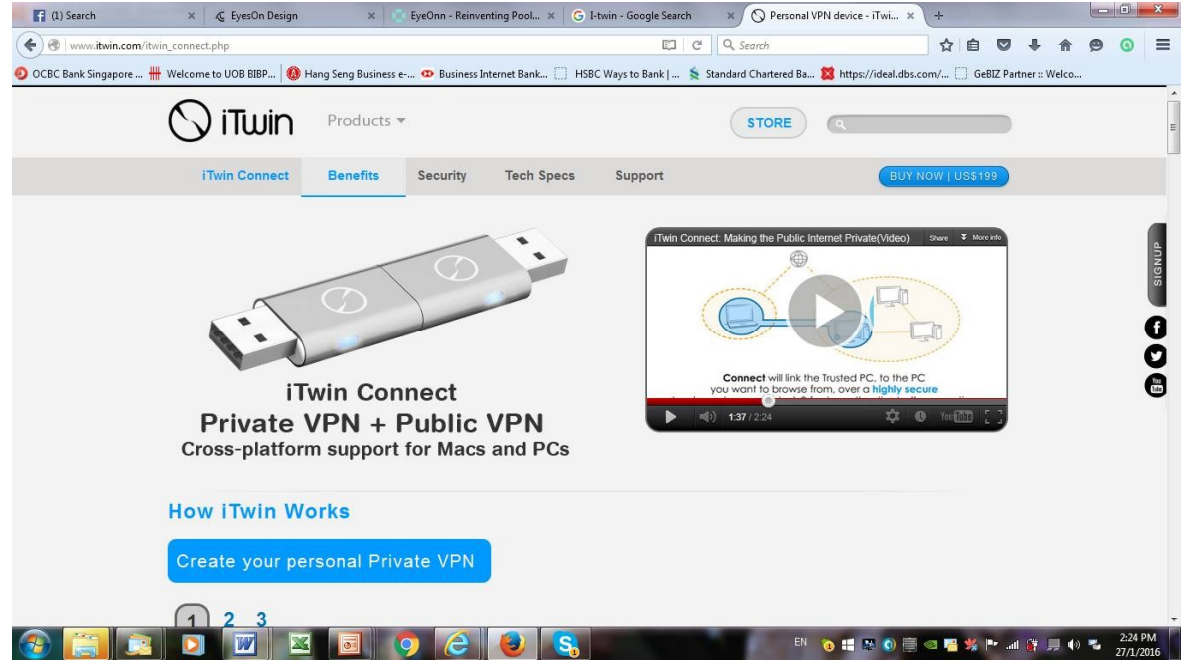 (1) Search
EyesOn Design
EyeOnn - Reinventing Pool...
I-twin - Google Search
Personal VPN device - iTwi...
www.itwin.com/itwin_connect.php
Search
OCBC Bank Singapore ...
Welcome to UOB BIBP...
Hang Seng Business e-...
Business Internet Bank...
HSBC Ways to Bank | ...
Standard Chartered Ba...
https://ideal.dbs.com/...
GeBIZ Partner :: Welco...
iTwin
Products
STORE
iTwin Connect
Benefits
Security
Tech Specs
Support
BUY NOW | US$199
iTwin Connect: Making the Public Internet Private(Video)
Share
More info
SIGNUP
Connect will link the Trusted PC, to the PC
you want to browse from, over a highly secure
1:37 / 2:24
YouTube
You Tube
iTwin Connect
Private VPN + Public VPN
Cross-platform support for Macs and PCs
How iTwin Works
Create your personal Private VPN
1 2 3
EN
2:24 PM
27/1/2016